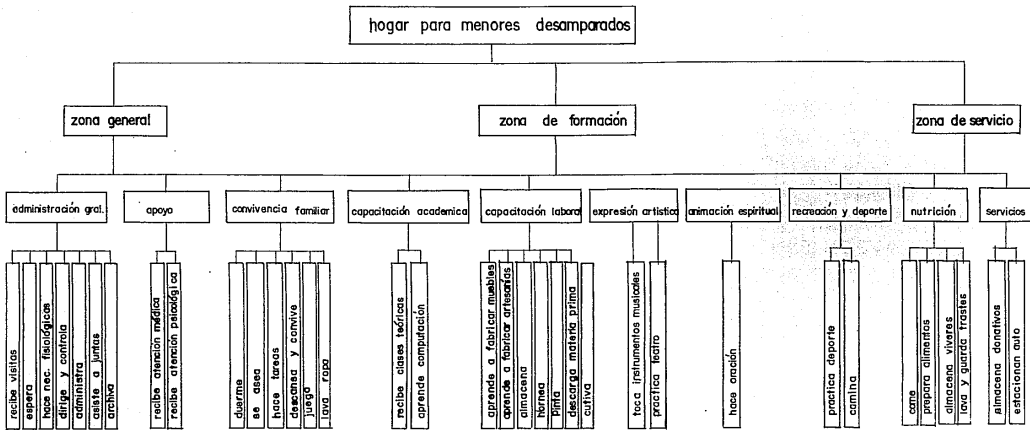 hogar para menores desamparados
zona general
zona de formación
zona de servicio
administración gral.
apoyo
convivencia familiar
capacitación academica
capacitación laboral
expresión artistica
animación espiritual
recreación y deporte
nutrición
servicios
recibe visitas
espera
hace nec. fisiológicas
dirige y controla
administra
asiste a juntas
archiva
recibe atención médica
recibe atención psicológica
duerme
se asea
hace tareas
descansa y convive
juega
lava ropa
recibe clases teóricas
aprende computación
aprende a fabricar muebles
aprende a fabricar artesanías
almacena
hornea
pinta
descarga materia prima
cutiva
toca instrumentos musicales
practica teatro
hace oración
practica deporte
camina
come
prepara alimentos
almacena viveres
lava y guarda trastes
almacena donativos
estacionan auto